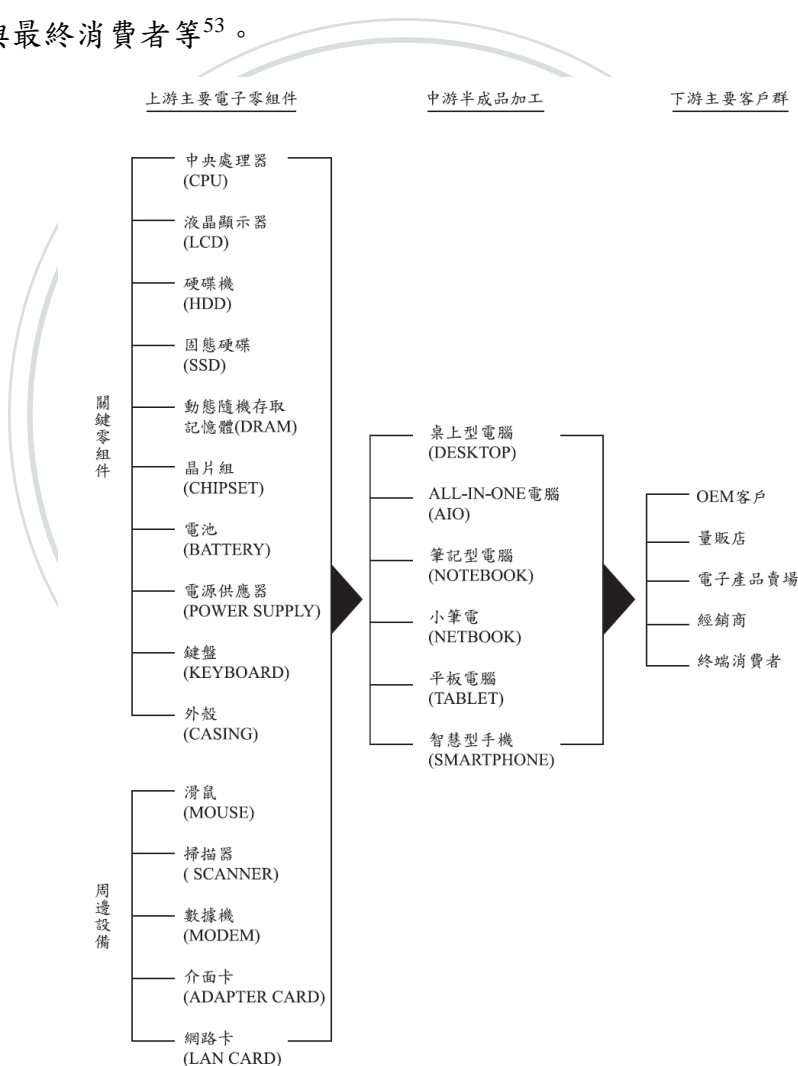 與最終消費者等53。
上游主要電子零組件
中游半成品加工
下游主要客戶群
關鍵零組件
中央處理器
(CPU)
液晶顯示器
(LCD)
硬碟機
(HDD)
固態硬碟
(SSD)
動態隨機存取
記憶體(DRAM)
晶片組
(CHIPSET)
電池
(BATTERY)
電源供應器
(POWER SUPPLY)
鍵盤
(KEYBOARD)
外殼
(CASING)
周邊設備
滑鼠
(MOUSE)
掃描器
( SCANNER)
數據機
(MODEM)
介面卡
(ADAPTER CARD)
網路卡
(LAN CARD)
桌上型電腦
(DESKTOP)
ALL-IN-ONE電腦
(AIO)
筆記型電腦
(NOTEBOOK)
小筆電
(NETBOOK)
平板電腦
(TABLET)
智慧型手機
(SMARTPHONE)
OEM客戶
量販店
電子產品賣場
經銷商
終端消費者